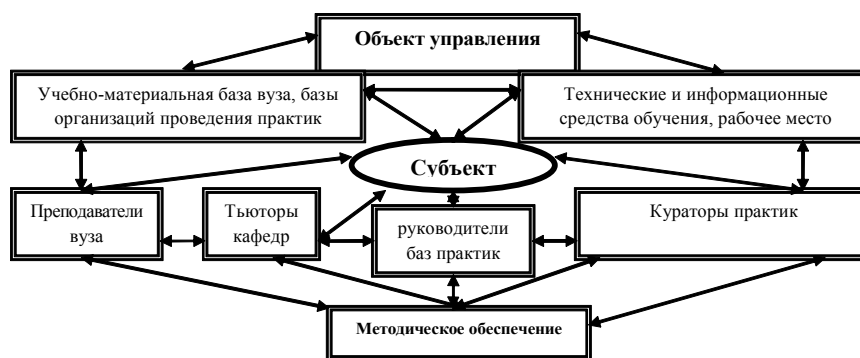 Объект управления
Учебно-материальная база вуза, базы
организаций проведения практик
Технические и информационные
средства обучения, рабочее место
Субъект
Преподаватели
вуза
Тьюторы
кафедр
руководители
баз практик
Кураторы практик
Методическое обеспечение